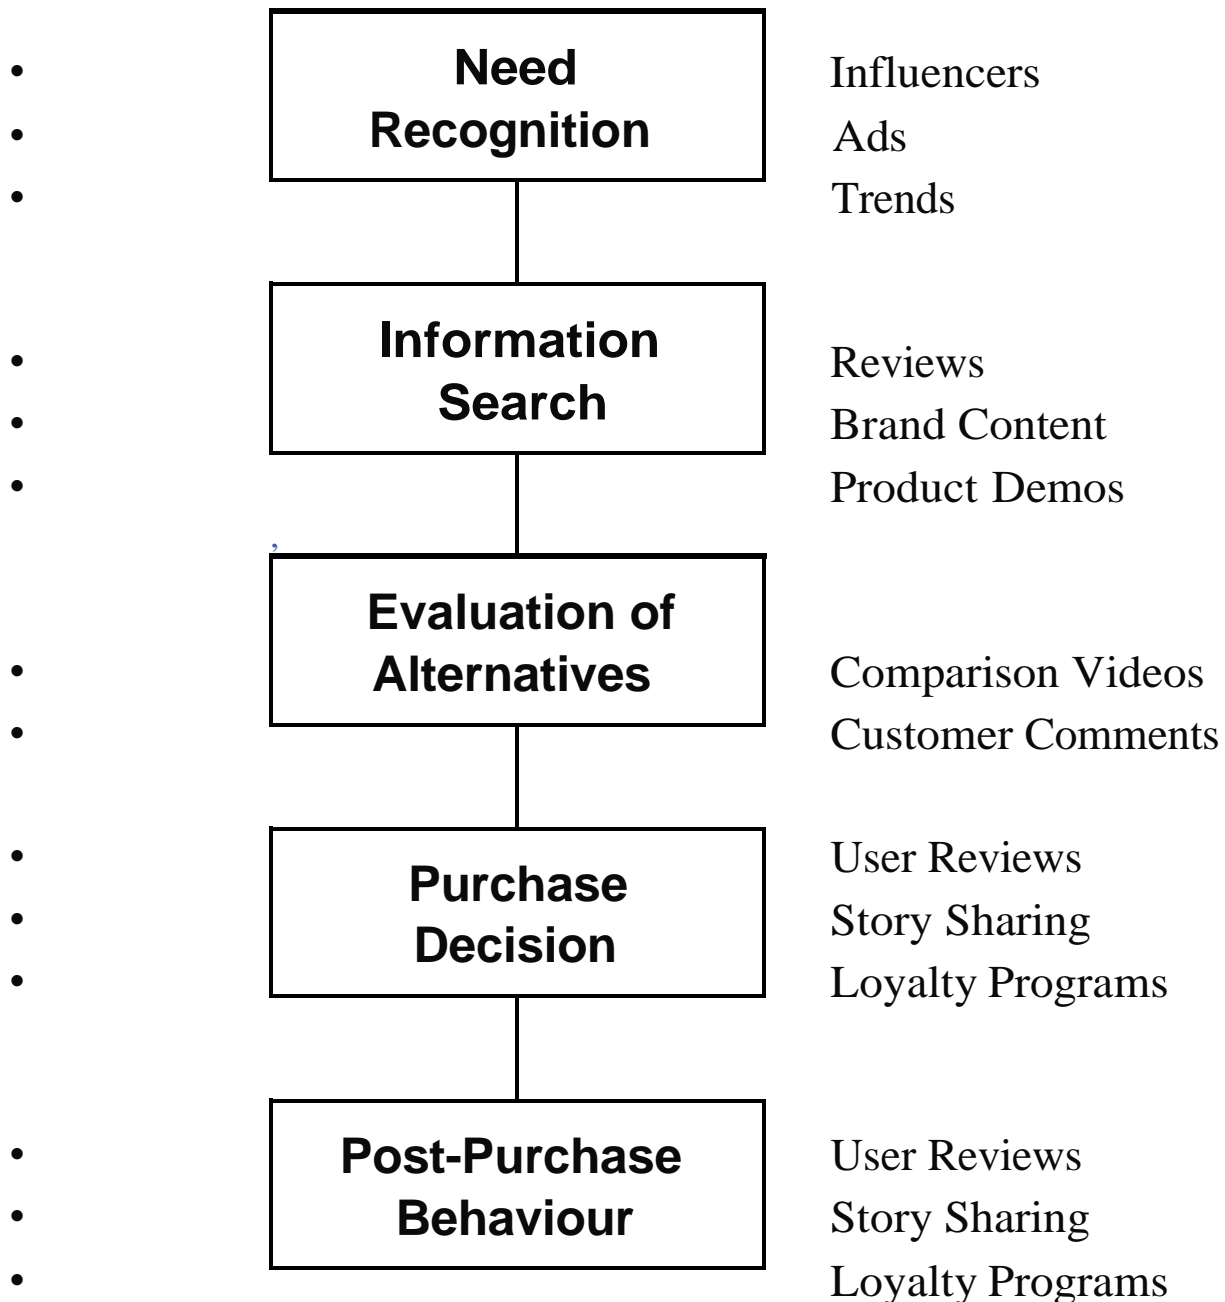 Need
Recognition
• Influencers
• Ads
• Trends
Information
Search
• Reviews
• Brand Content
• Product Demos
,
Evaluation of
Alternatives
• Comparison Videos
• Customer Comments
Purchase
Decision
• User Reviews
• Story Sharing
• Loyalty Programs
Post-Purchase
Behaviour
• User Reviews
• Story Sharing
• Loyalty Programs